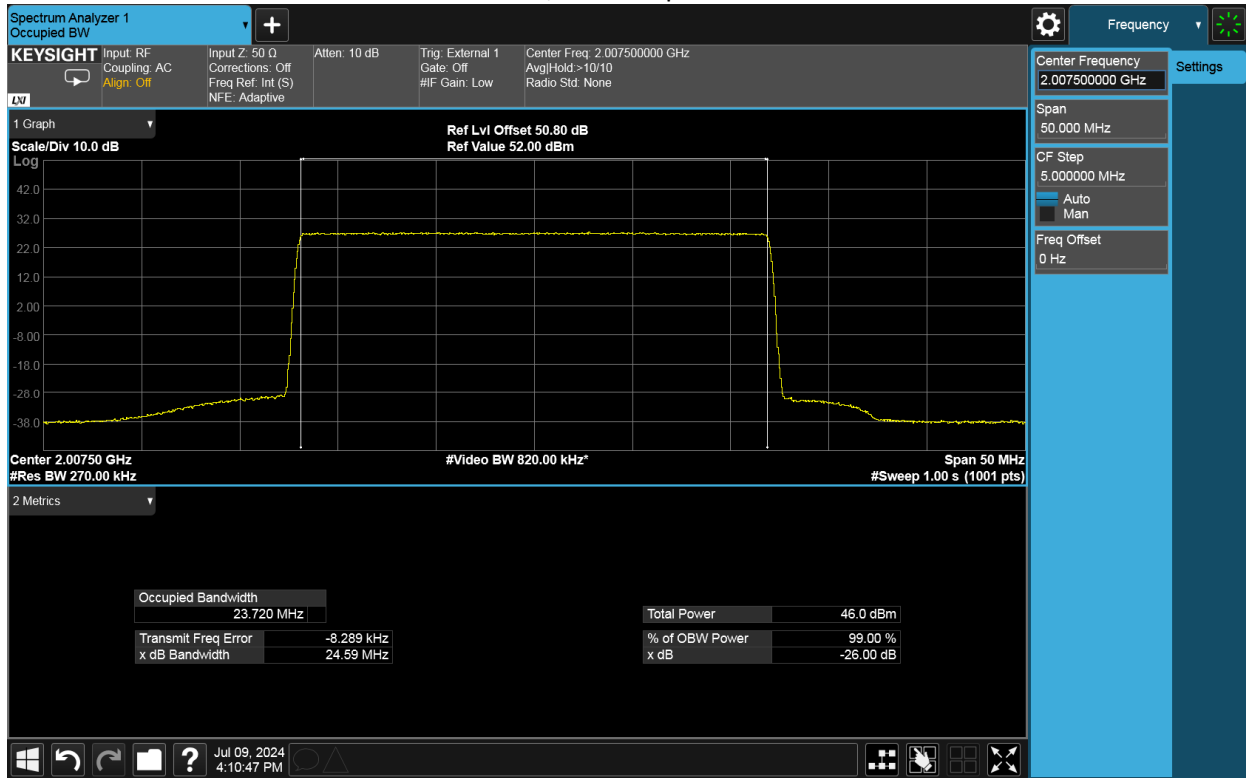 Spectrum Analyzer 1
Occupied BW
Frequency
KEYSIGHT
LXI
Input: RF
Coupling: AC
Align: Off
Input Z: 50 Ω
Corrections: Off
Freq Ref: Int (S)
NFE: Adaptive
Atten: 10 dB
Trig: External 1
Gate: Off
#IF Gain: Low
Center Freq: 2.007500000 GHz
Avg|Hold:>10/10
Radio Std: None
Center Frequency
2.007500000 GHz
Settings
Span
50.000 MHz
CF Step
5.000000 MHz
Auto
Man
Freq Offset
0 Hz
1 Graph
Scale/Div 10.0 dB
Ref Lvl Offset 50.80 dB
Ref Value 52.00 dBm
Log
42.0
32.0
22.0
12.0
2.00
-8.00
-18.0
-28.0
-38.0
Center 2.00750 GHz
#Res BW 270.00 kHz
#Video BW 820.00 kHz*
Span 50 MHz
#Sweep 1.00 s (1001 pts)
2 Metrics
Occupied Bandwidth
23.720 MHz
Transmit Freq Error -8.289 kHz
x dB Bandwidth 24.59 MHz
Total Power 46.0 dBm
% of OBW Power 99.00 %
x dB -26.00 dB
?
Jul 09, 2024
4:10:47 PM